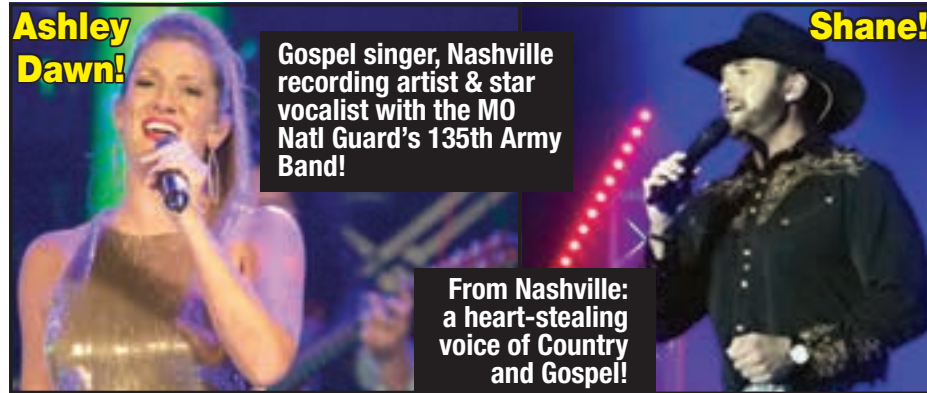 Ashley
Dawn!
Gospel singer, Nashville
recording artist & star
vocalist with the MO
Natl Guard's 135th Army
Band!
Shane!
From Nashville:
a heart-stealing
voice of Country
and Gospel!